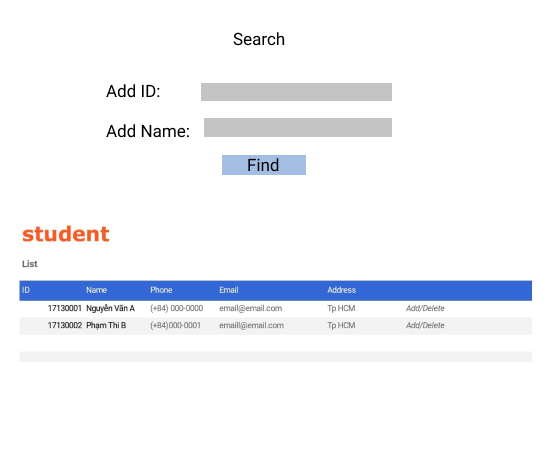 Search
Add ID:
Add Name:
Find
student
List
ID Name Phone Email Address
17130001 Nguyễn Văn A (+84) 000-0000 email@email.com Tp HCM Add/Delete
17130002 Phạm Thi B (+84)000-0001 emaill@email.com Tp HCM Add/Delete